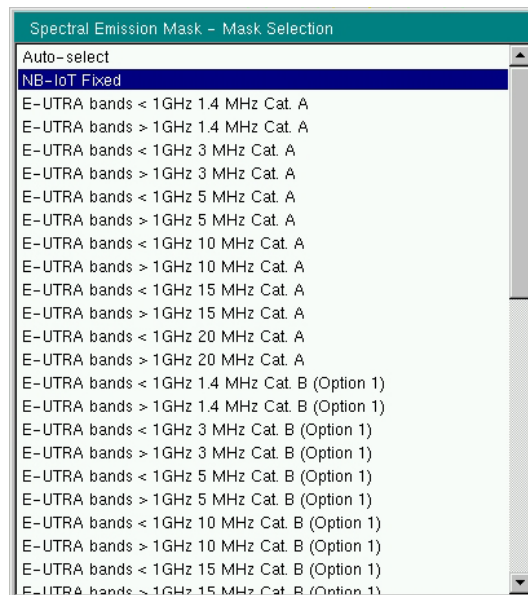 Spectral Emission Mask - Mask Selection
Auto-select
NB-IoT Fixed
E-UTRA bands < 1GHz 1.4 MHz Cat. A
E-UTRA bands > 1GHz 1.4 MHz Cat. A
E-UTRA bands < 1GHz 3 MHz Cat. A
E-UTRA bands > 1GHz 3 MHz Cat. A
E-UTRA bands < 1GHz 5 MHz Cat. A
E-UTRA bands > 1GHz 5 MHz Cat. A
E-UTRA bands < 1GHz 10 MHz Cat. A
E-UTRA bands > 1GHz 10 MHz Cat. A
E-UTRA bands < 1GHz 15 MHz Cat. A
E-UTRA bands > 1GHz 15 MHz Cat. A
E-UTRA bands < 1GHz 20 MHz Cat. A
E-UTRA bands > 1GHz 20 MHz Cat. A
E-UTRA bands < 1GHz 1.4 MHz Cat. B (Option 1)
E-UTRA bands > 1GHz 1.4 MHz Cat. B (Option 1)
E-UTRA bands < 1GHz 3 MHz Cat. B (Option 1)
E-UTRA bands > 1GHz 3 MHz Cat. B (Option 1)
E-UTRA bands < 1GHz 5 MHz Cat. B (Option 1)
E-UTRA bands > 1GHz 5 MHz Cat. B (Option 1)
E-UTRA bands < 1GHz 10 MHz Cat. B (Option 1)
E-UTRA bands > 1GHz 10 MHz Cat. B (Option 1)
E-UTRA bands < 1GHz 15 MHz Cat. B (Option 1)
E-UTRA bands > 1GHz 15 MHz Cat. B (Option 1)